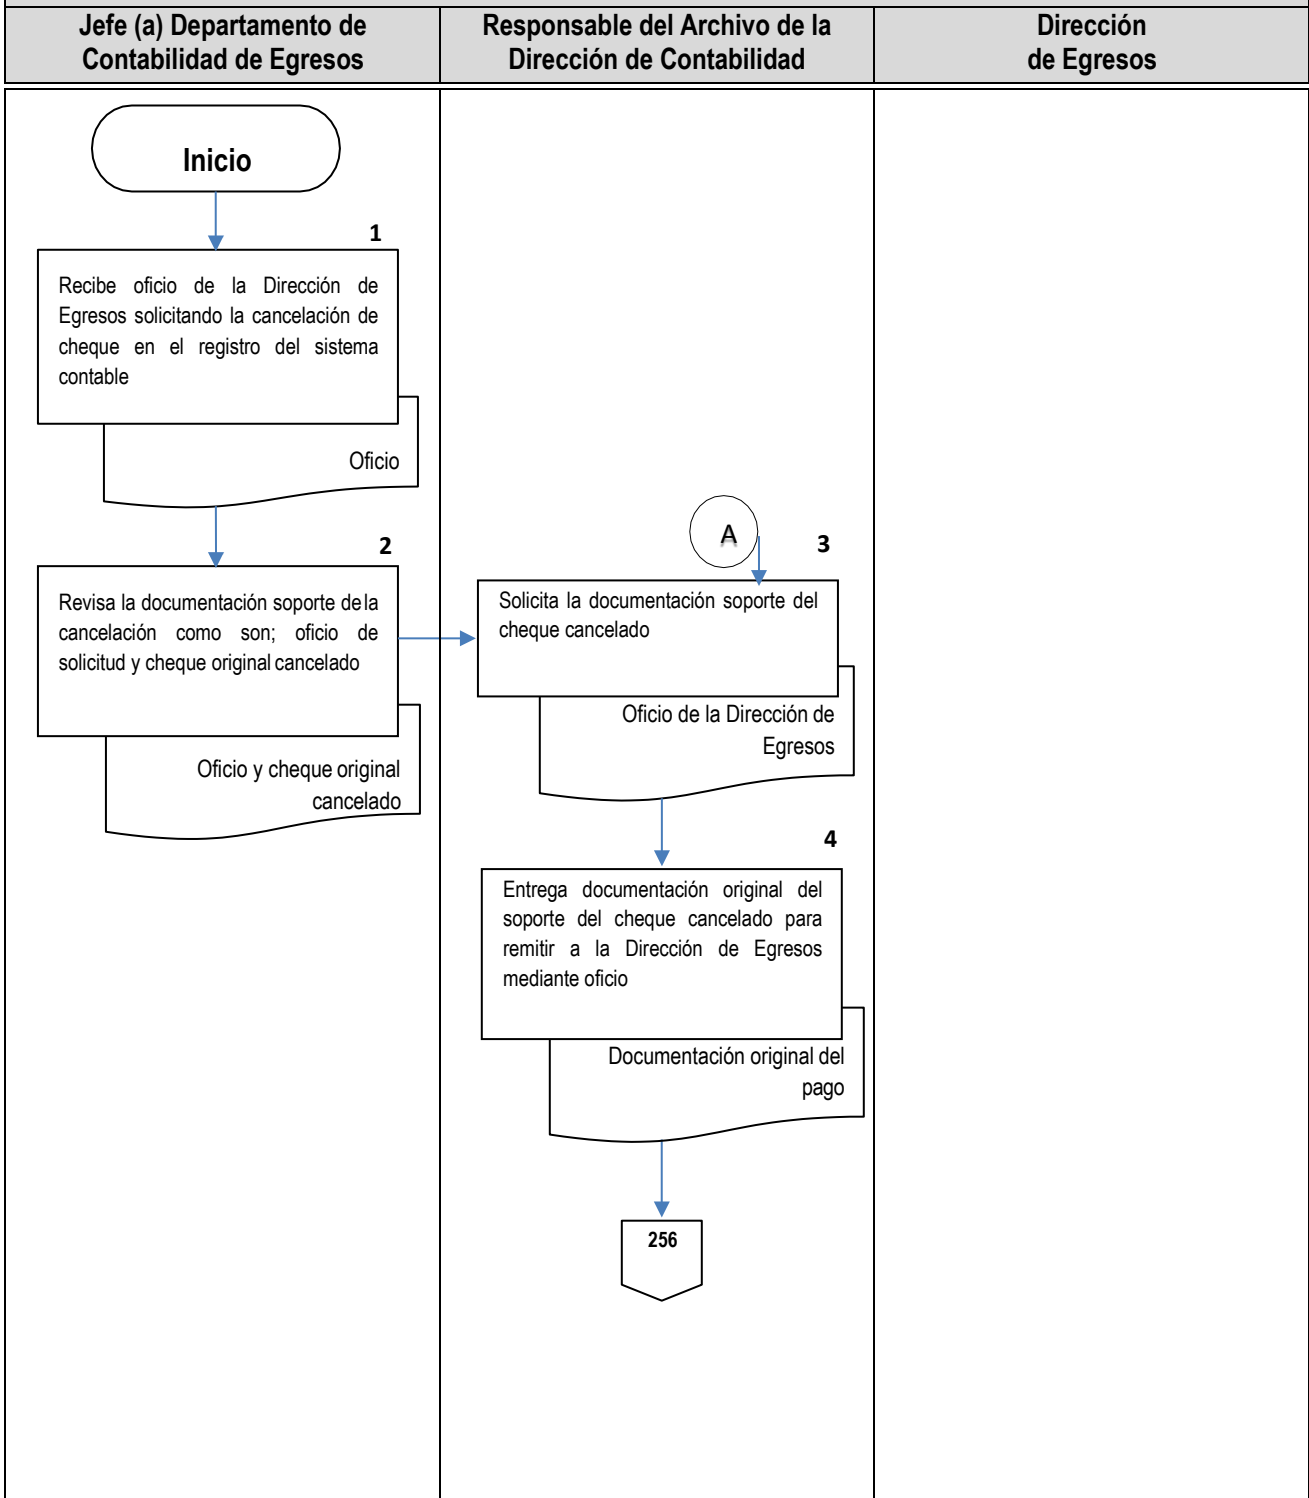 Jefe (a) Departamento de
Contabilidad de Egresos
Responsable del Archivo de la
Dirección de Contabilidad
Dirección
de Egresos
Inicio
1
Recibe oficio de la Dirección de
Egresos solicitando la cancelación de
cheque en el registro del sistema
contable
Oficio
2
Revisa la documentación soporte de la
cancelación como son; oficio de
solicitud y cheque original cancelado
Oficio y cheque original
cancelado
A
3
Solicita la documentación soporte del
cheque cancelado
Oficio de la Dirección de
Egresos
4
Entrega documentación original del
soporte del cheque cancelado para
remitir a la Dirección de Egresos
mediante oficio
Documentación original del
pago
256